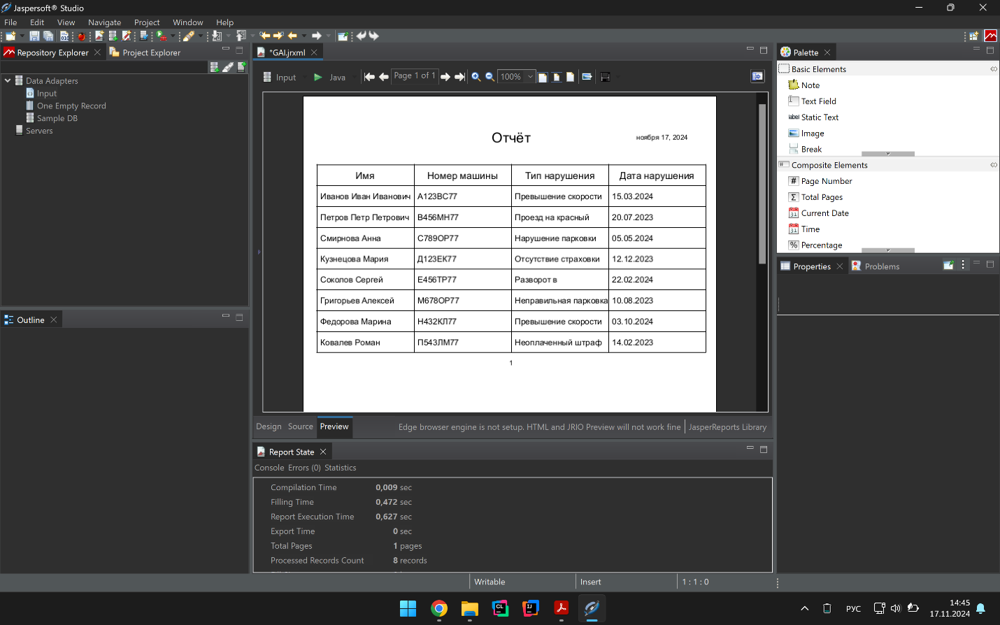 Jaspersoft® Studio
File Edit View Navigate Project Window Help
Repository Explorer Project Explorer
Data Adapters
Input
One Empty Record
Sample DB
Servers
Outline
*GAI.jrxml
Input Java Page 1 of 1 100%
Отчёт ноября 17, 2024
Имя Номер машины Тип нарушения Дата нарушения
Иванов Иван Иванович А123ВС77 Превышение скорости 15.03.2024
Петров Петр Петрович В456МН77 Проезд на красный 20.07.2023
Смирнова Анна С789ОР77 Нарушение парковки 05.05.2024
Кузнецова Мария Д123ЕК77 Отсутствие страховки 12.12.2023
Соколов Сергей Е456ТР77 Разворот в 22.02.2024
Григорьев Алексей М678ОР77 Неправильная парковка 10.08.2023
Федорова Марина Н432КЛ77 Превышение скорости 03.10.2024
Ковалев Роман П543ЛМ77 Неоплаченный штраф 14.02.2023
1
Design Source Preview Edge browser engine is not setup. HTML and JRIO Preview will not work fine JasperReports Library
Report State
Console Errors (0) Statistics
Compilation Time 0,009 sec
Filling Time 0,472 sec
Report Execution Time 0,627 sec
Export Time 0 sec
Total Pages 1 pages
Processed Records Count 8 records
Palette
Basic Elements
Note
Text Field
label Static Text
Image
Break
Composite Elements
# Page Number
Σ Total Pages
31 Current Date
31 Time
% Percentage
Properties Problems
Writable Insert 1 : 1 : 0
CL IJ РУС 14:45
17.11.2024